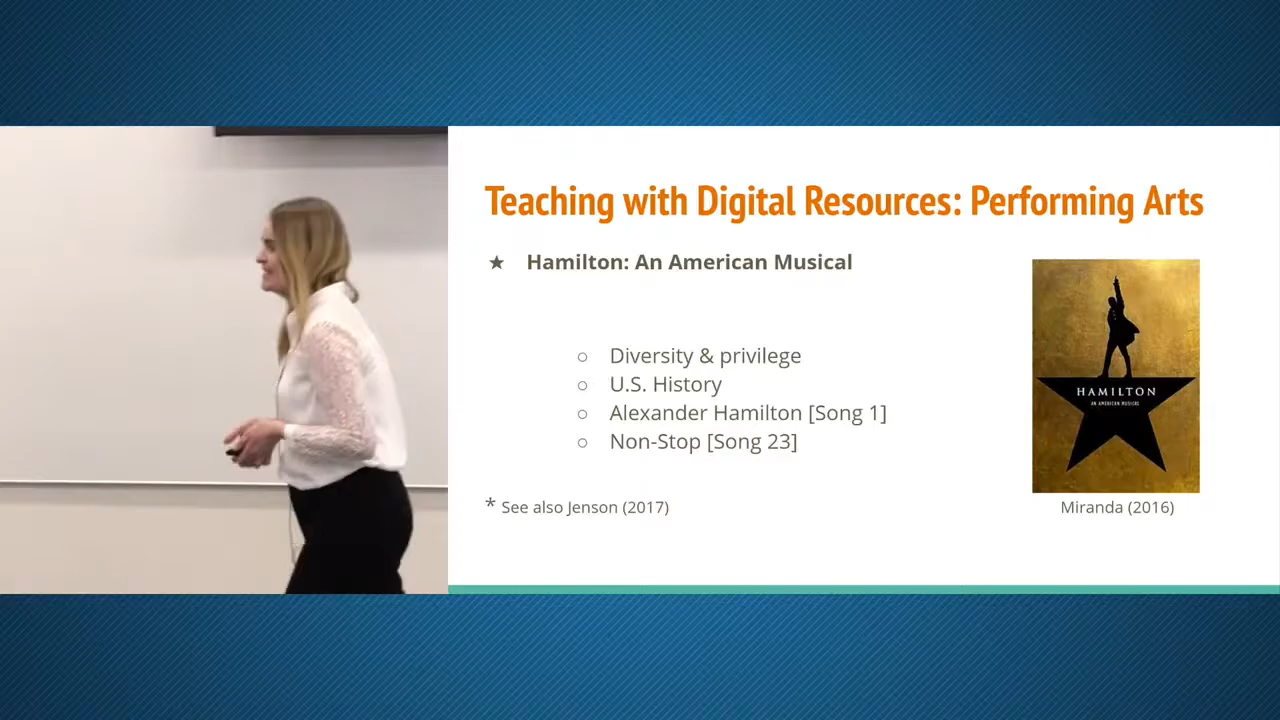 Teaching with Digital Resources: Performing Arts
★ Hamilton: An American Musical
○ Diversity & privilege
○ U.S. History
○ Alexander Hamilton [Song 1]
○ Non-Stop [Song 23]
HAMILTON
AN AMERICAN MUSICAL
* See also Jenson (2017)
Miranda (2016)